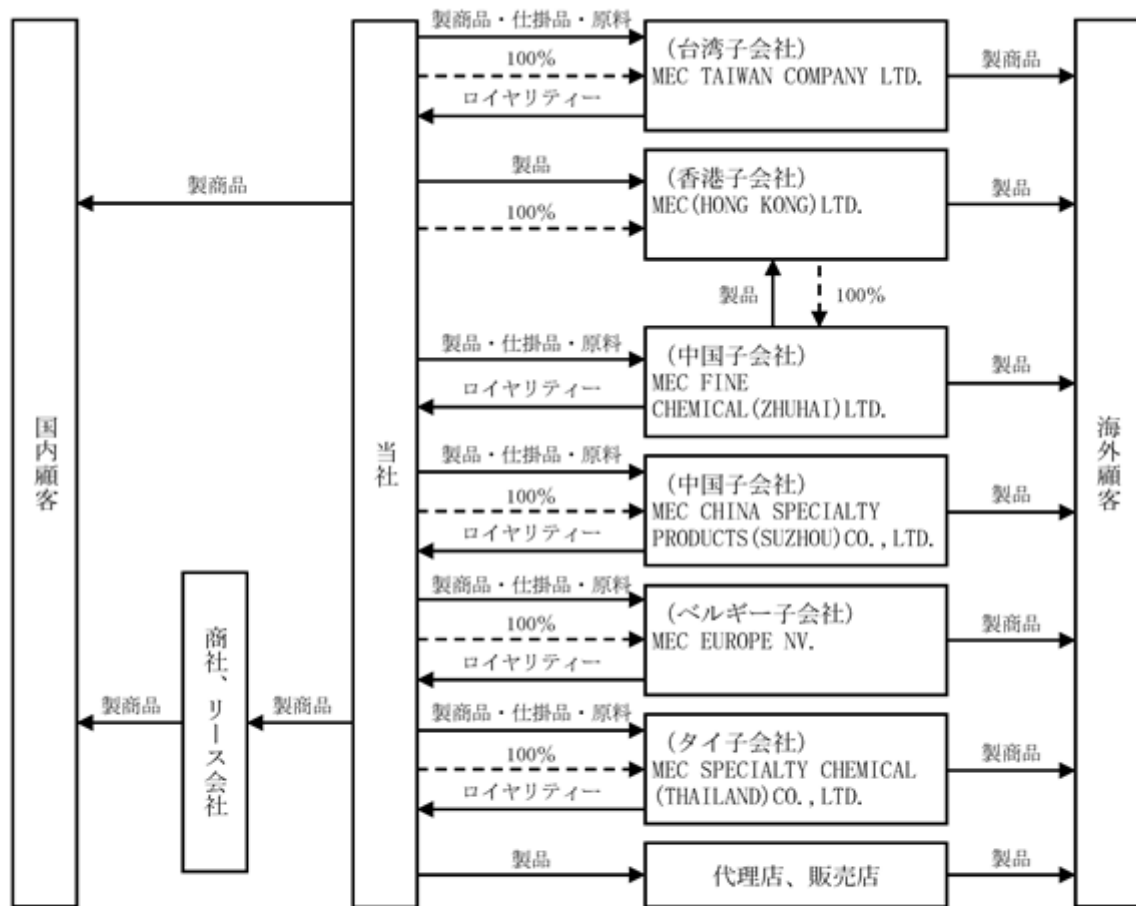 国内顧客
製商品
商社、リース会社
製商品
製商品
当社
製商品・仕掛品・原料
100%
ロイヤリティー
(台湾子会社)
MEC TAIWAN COMPANY LTD.
製商品
製品
100%
(香港子会社)
MEC(HONG KONG)LTD.
製品
製品
100%
製品・仕掛品・原料
ロイヤリティー
(中国子会社)
MEC FINE
CHEMICAL(ZHUHAI)LTD.
製品
製品・仕掛品・原料
100%
ロイヤリティー
(中国子会社)
MEC CHINA SPECIALTY
PRODUCTS(SUZHOU)CO.,LTD.
製品
製商品・仕掛品・原料
100%
ロイヤリティー
(ベルギー子会社)
MEC EUROPE NV.
製商品
製商品・仕掛品・原料
100%
ロイヤリティー
(タイ子会社)
MEC SPECIALTY CHEMICAL
(THAILAND)CO.,LTD.
製商品
製品
代理店、販売店
製品
海外顧客